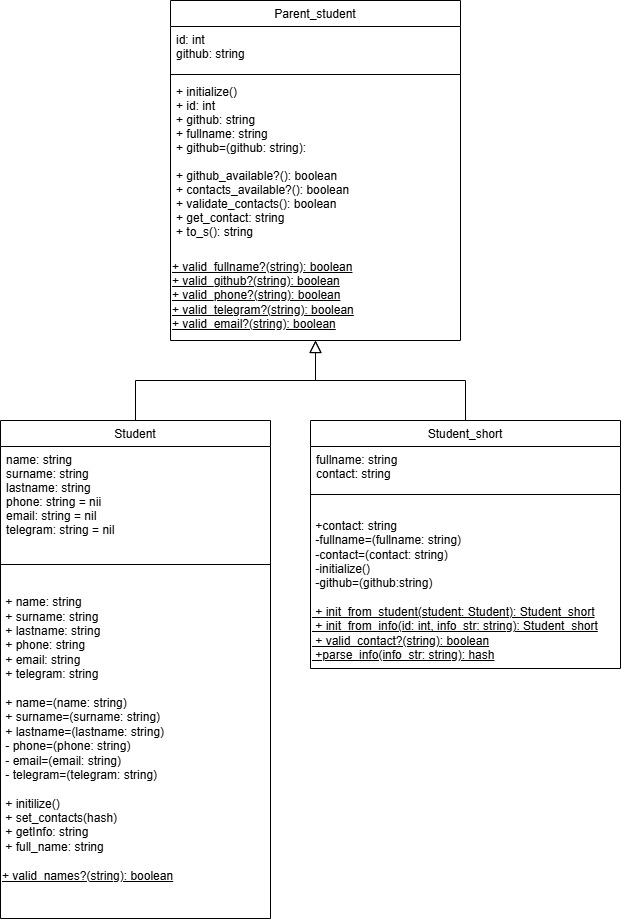 Parent_student
id: int
github: string
+ initialize()
+ id: int
+ github: string
+ fullname: string
+ github=(github: string):
+ github_available?(): boolean
+ contacts_available?(): boolean
+ validate_contacts(): boolean
+ get_contact: string
+ to_s(): string
+ valid_fullname?(string): boolean
+ valid_github?(string): boolean
+ valid_phone?(string): boolean
+ valid_telegram?(string): boolean
+ valid_email?(string): boolean
Student
name: string
surname: string
lastname: string
phone: string = nii
email: string = nil
telegram: string = nil
+ name: string
+ surname: string
+ lastname: string
+ phone: string
+ email: string
+ telegram: string
+ name=(name: string)
+ surname=(surname: string)
+ lastname=(lastname: string)
- phone=(phone: string)
- email=(email: string)
- telegram=(telegram: string)
+ initilize()
+ set_contacts(hash)
+ getInfo: string
+ full_name: string
+ valid_names?(string): boolean
Student_short
fullname: string
contact: string
+contact: string
-fullname=(fullname: string)
-contact=(contact: string)
-initialize()
-github=(github:string)
+ init_from_student(student: Student): Student_short
+ init_from_info(id: int, info_str: string): Student_short
+ valid_contact?(string): boolean
+parse_info(info_str: string): hash